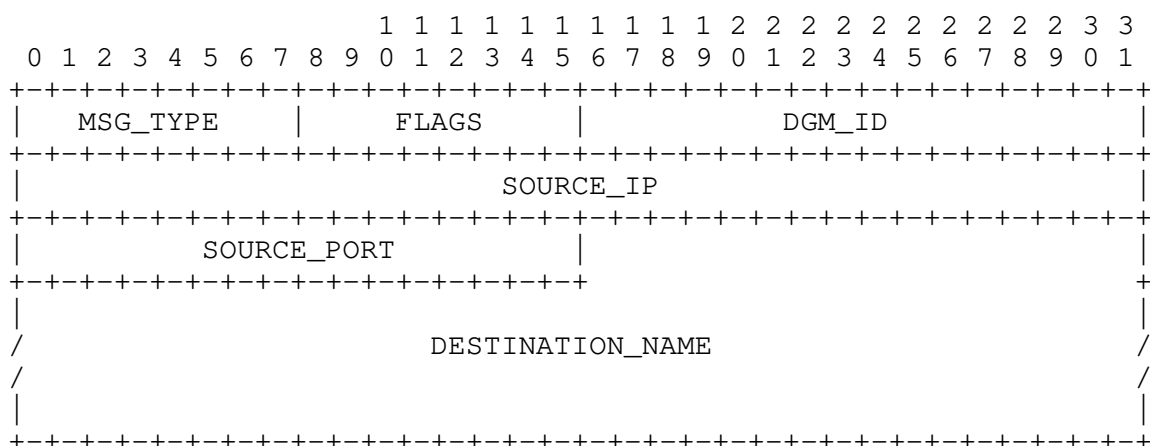 1 1 1 1 1 1 1 1 1 1 2 2 2 2 2 2 2 2 2 2 3 3
 0 1 2 3 4 5 6 7 8 9 0 1 2 3 4 5 6 7 8 9 0 1 2 3 4 5 6 7 8 9 0 1
+-+-+-+-+-+-+-+-+-+-+-+-+-+-+-+-+-+-+-+-+-+-+-+-+-+-+-+-+-+-+-+-+
|   MSG_TYPE    |     FLAGS     |           DGM_ID              |
+-+-+-+-+-+-+-+-+-+-+-+-+-+-+-+-+-+-+-+-+-+-+-+-+-+-+-+-+-+-+-+-+
|                           SOURCE_IP                           |
+-+-+-+-+-+-+-+-+-+-+-+-+-+-+-+-+-+-+-+-+-+-+-+-+-+-+-+-+-+-+-+-+
|          SOURCE_PORT          |                               |
+-+-+-+-+-+-+-+-+-+-+-+-+-+-+-+-+                               +
|                                                               |
/                       DESTINATION_NAME                        /
/                                                               /
|                                                               |
+-+-+-+-+-+-+-+-+-+-+-+-+-+-+-+-+-+-+-+-+-+-+-+-+-+-+-+-+-+-+-+-+